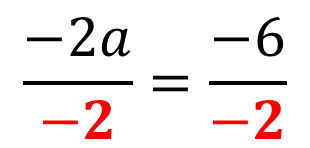 −2a / −2 = −6 / −2